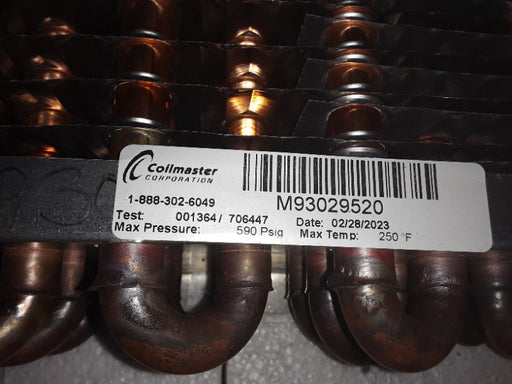 Coilmaster
CORPORATION
1-888-302-6049
M93029520
Test: 001364/ 706447
Date: 02/28/2023
Max Pressure: 590 Psig
Max Temp: 250 °F